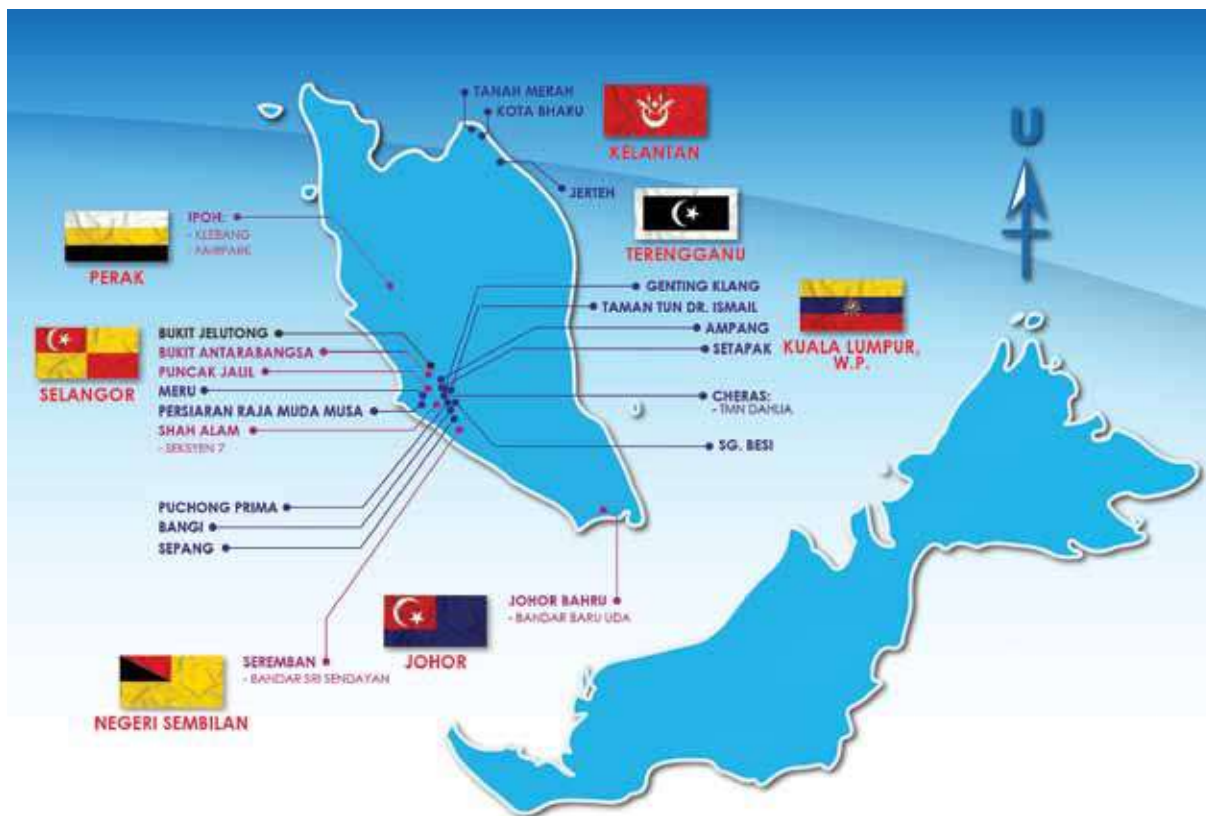 TANAH MERAH
KOTA BHARU
KELANTAN
JERTEH
TERENGGANU
U
IPOH:
- KLEBANG
- FAIRPARK
PERAK
GENTING KLANG
TAMAN TUN DR. ISMAIL
AMPANG
SETAPAK
KUALA LUMPUR,
W.P.
CHERAS:
- TMN DAHLIA
SG. BESI
BUKIT JELUTONG
BUKIT ANTARABANGSA
PUNCAK JALIL
MERU
PERSIARAN RAJA MUDA MUSA
SHAH ALAM
- SEKSYEN 7
SELANGOR
PUCHONG PRIMA
BANGI
SEPANG
JOHOR BAHRU
- BANDAR BARU UDA
JOHOR
SEREMBAN
- BANDAR SRI SENDAYAN
NEGERI SEMBILAN